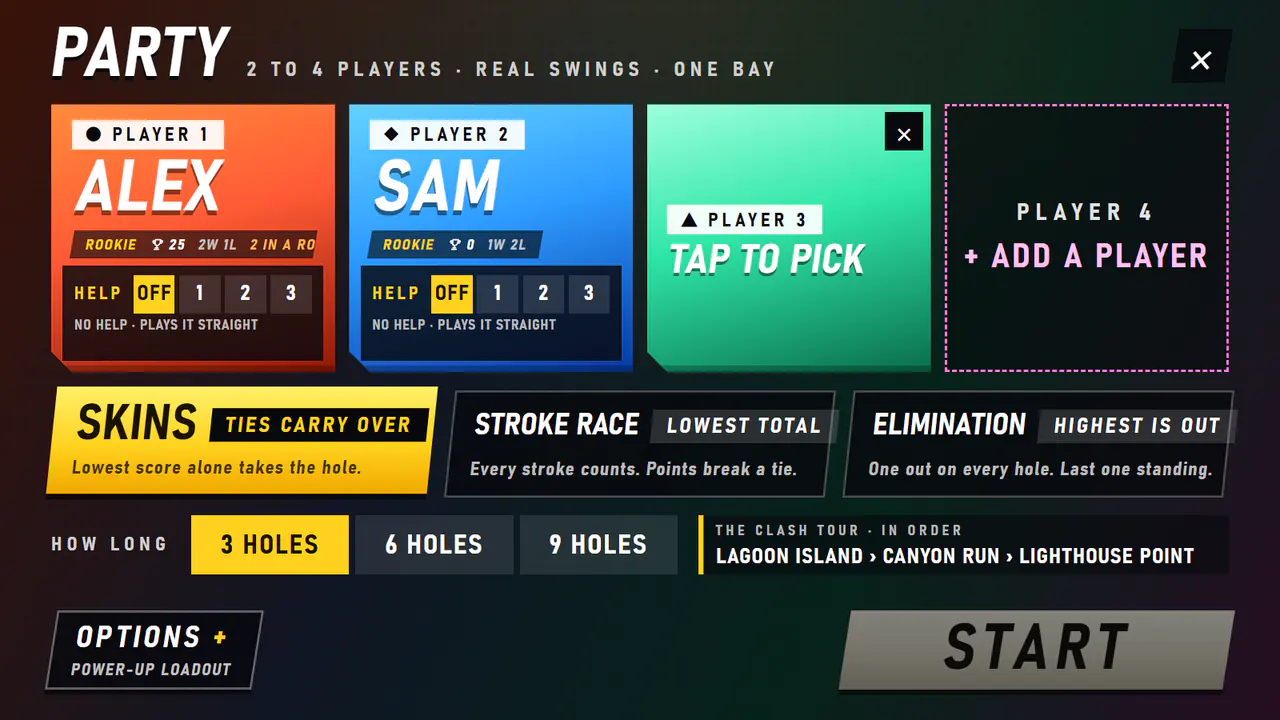 PARTY
2 TO 4 PLAYERS · REAL SWINGS · ONE BAY
×
● PLAYER 1
ALEX
ROOKIE 25 2W 1L 2 IN A RO
HELP OFF 1 2 3
NO HELP · PLAYS IT STRAIGHT
◆ PLAYER 2
SAM
ROOKIE 0 1W 2L
HELP OFF 1 2 3
NO HELP · PLAYS IT STRAIGHT
×
▲ PLAYER 3
TAP TO PICK
PLAYER 4
+ ADD A PLAYER
SKINS TIES CARRY OVER
Lowest score alone takes the hole.
STROKE RACE LOWEST TOTAL
Every stroke counts. Points break a tie.
ELIMINATION HIGHEST IS OUT
One out on every hole. Last one standing.
HOW LONG 3 HOLES 6 HOLES 9 HOLES
THE CLASH TOUR · IN ORDER
LAGOON ISLAND › CANYON RUN › LIGHTHOUSE POINT
OPTIONS +
POWER-UP LOADOUT
START